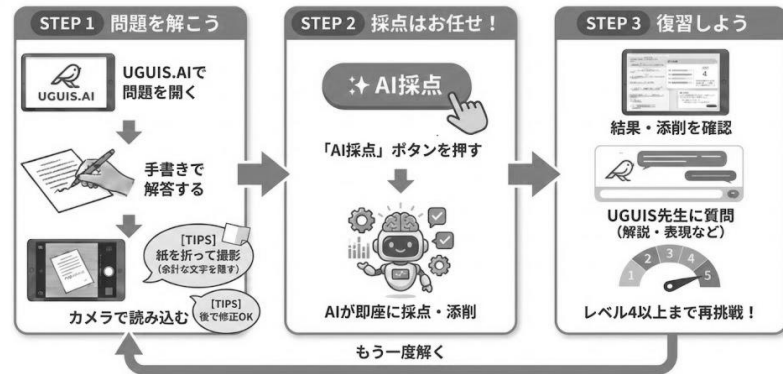 STEP 1 問題を解こう
UGUIS.AI
UGUIS.AIで
問題を開く
手書きで
解答する
[TIPS]
紙を折って撮影
(余計な文字を隠す)
[TIPS]
後で修正OK
カメラで読み込む
STEP 2 採点はお任せ！
AI採点
「AI採点」ボタンを押す
AIが即座に採点・添削
STEP 3 復習しよう
4
結果・添削を確認
UGUIS先生に質問
（解説・表現など）
1 2 3 4 5
レベル4以上まで再挑戦！
もう一度解く